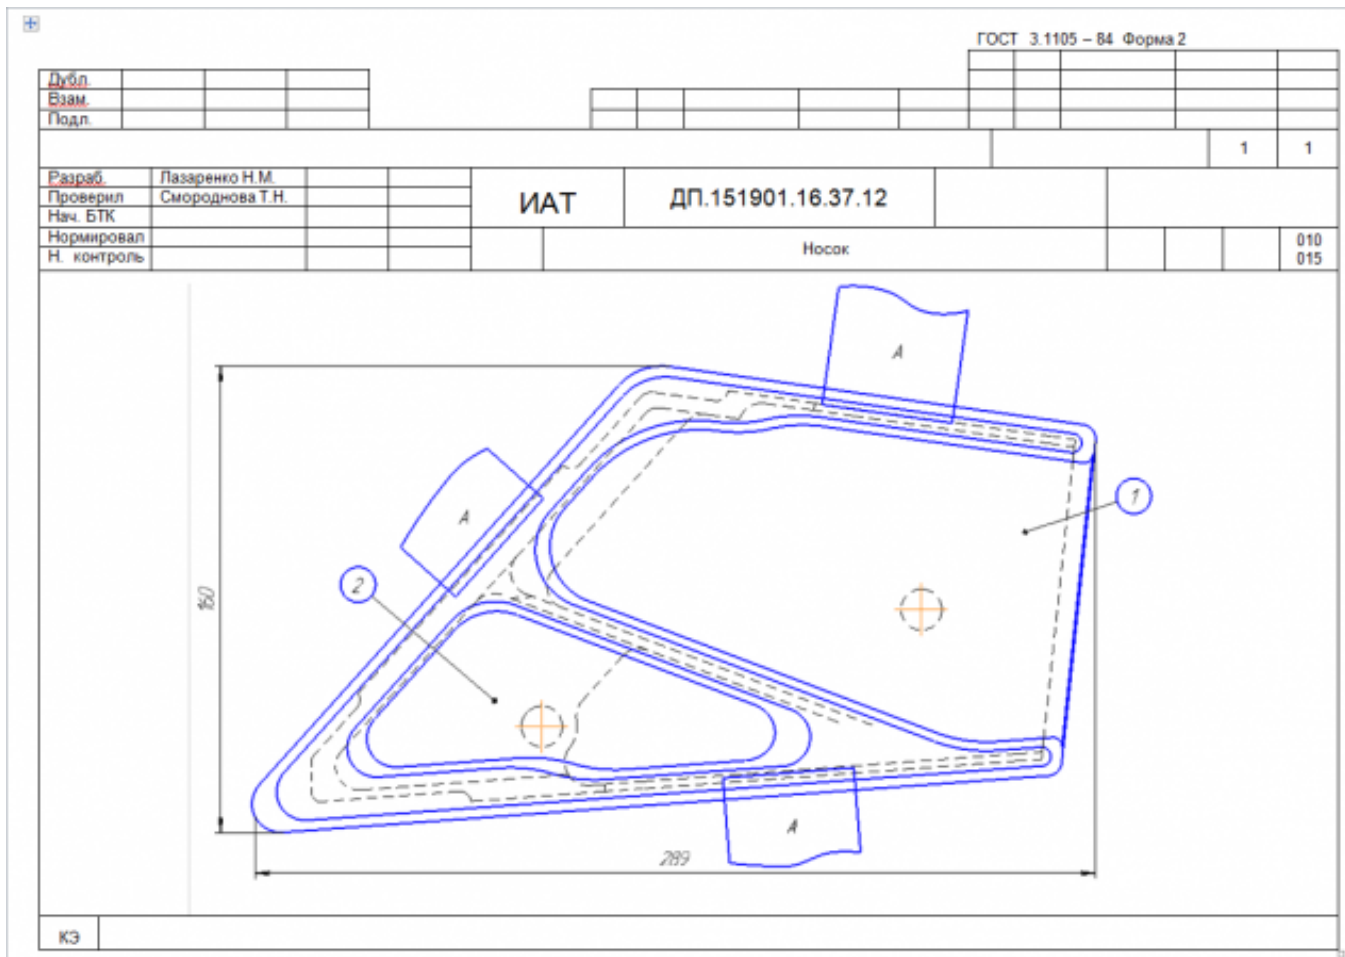 ГОСТ 3.1105 – 84 Форма 2
Дубл.
Взам.
Подл.
1 1
Разраб. Лазаренко Н.М.
Проверил Смороднова Т.Н.
Нач. БТК
ИАТ ДП.151901.16.37.12
Нормировал
Н. контроль
Носок
010
015
А
1
А
2
160
А
289
КЭ